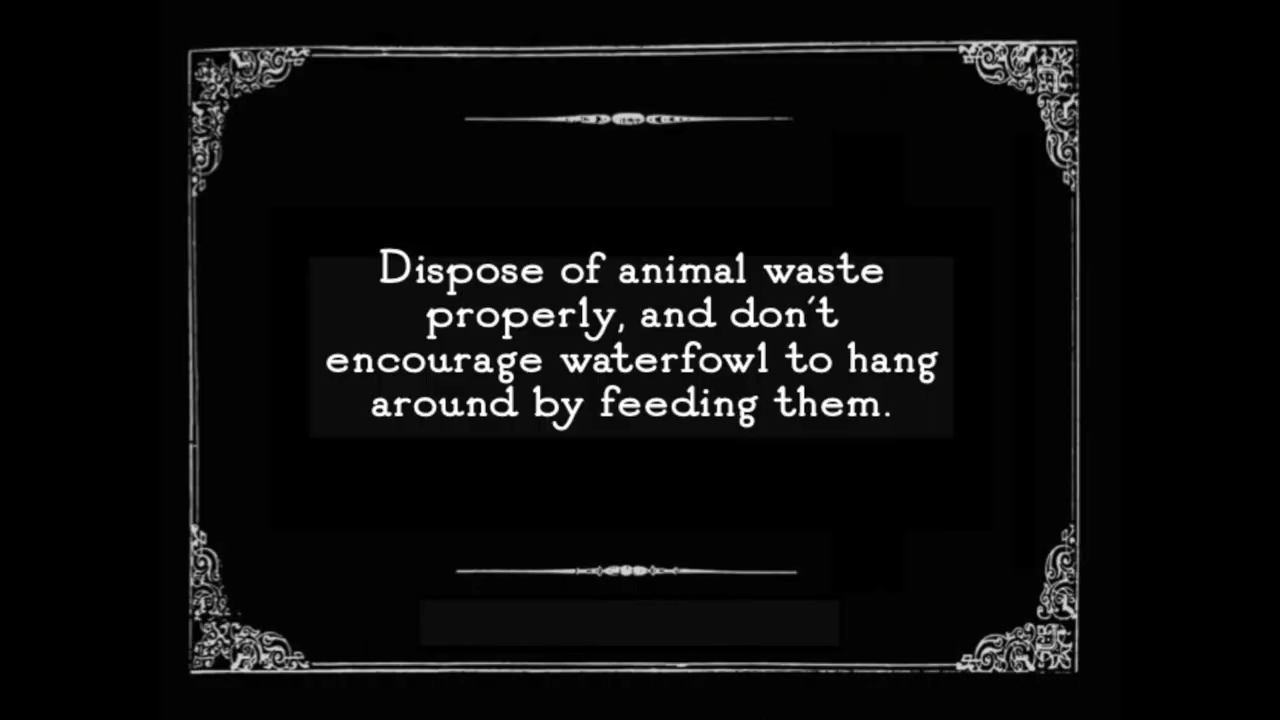 Dispose of animal waste
properly, and don't
encourage waterfowl to hang
around by feeding them.